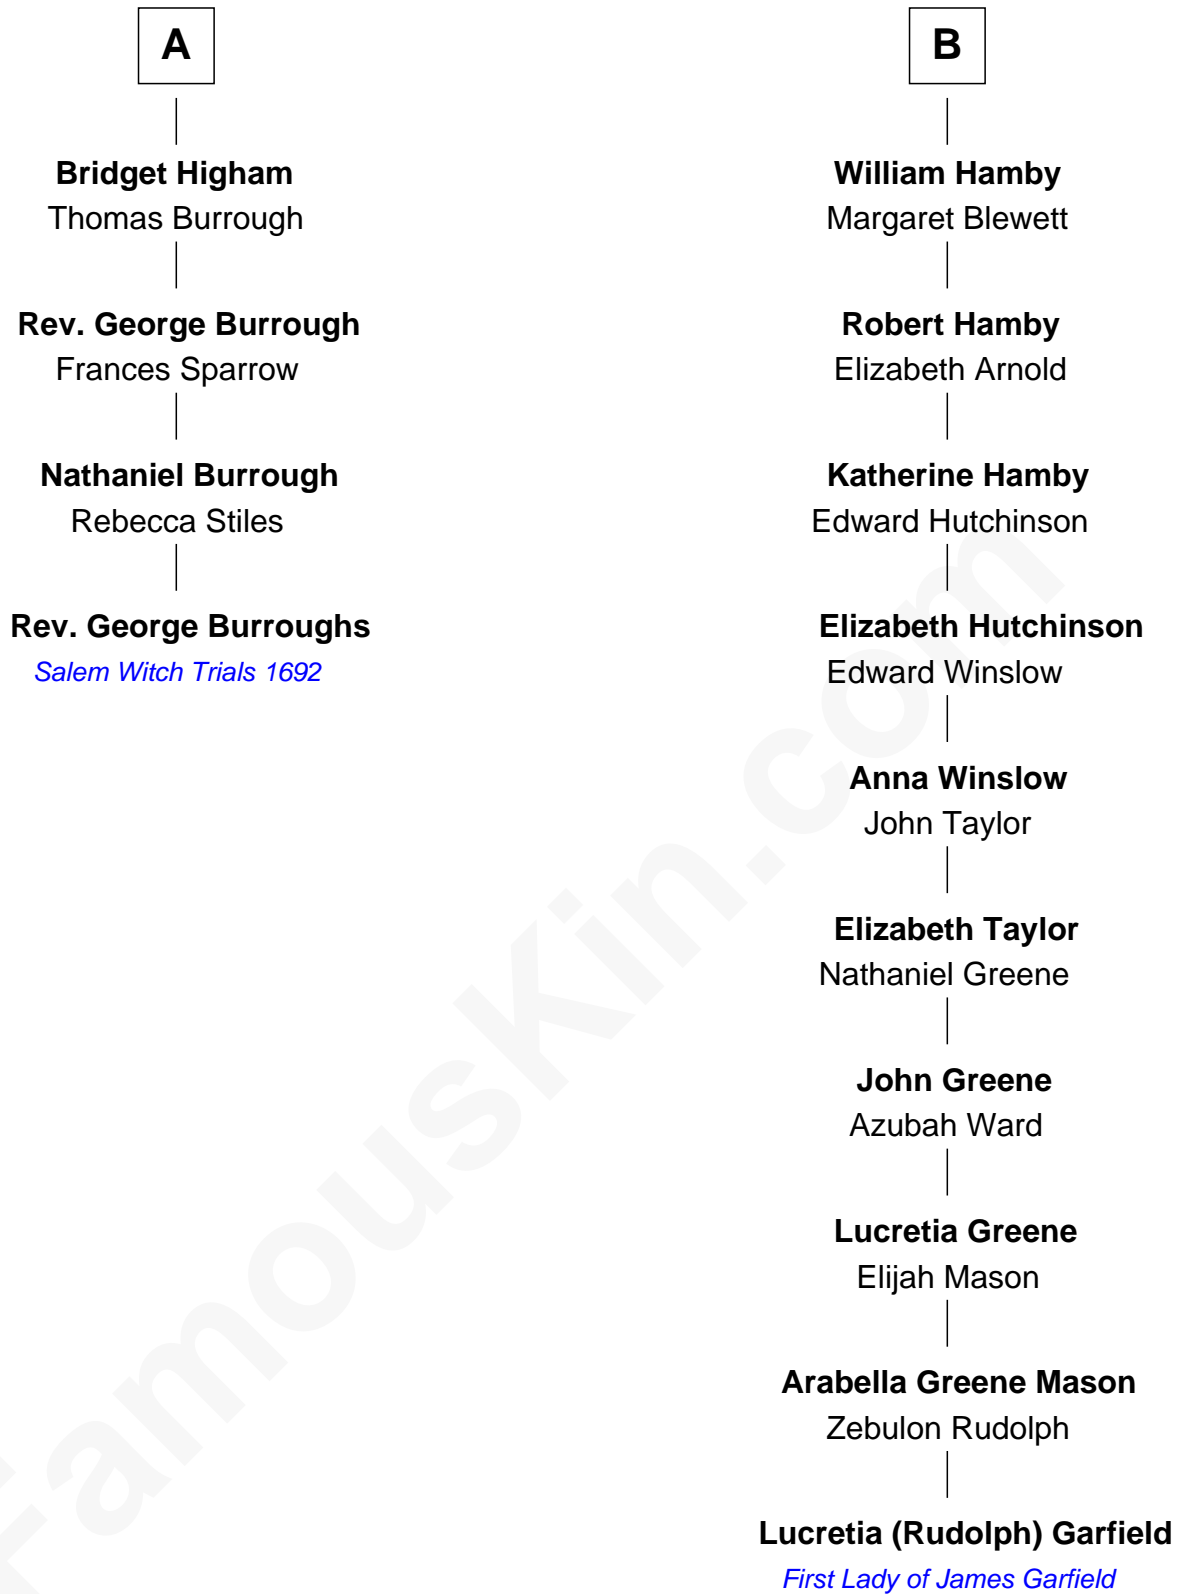 A
Bridget Higham
Thomas Burrough
Rev. George Burrough
Frances Sparrow
Nathaniel Burrough
Rebecca Stiles
Rev. George Burroughs
Salem Witch Trials 1692
B
William Hamby
Margaret Blewett
Robert Hamby
Elizabeth Arnold
Katherine Hamby
Edward Hutchinson
Elizabeth Hutchinson
Edward Winslow
Anna Winslow
John Taylor
Elizabeth Taylor
Nathaniel Greene
John Greene
Azubah Ward
Lucretia Greene
Elijah Mason
Arabella Greene Mason
Zebulon Rudolph
Lucretia (Rudolph) Garfield
First Lady of James Garfield
FamousKin.com